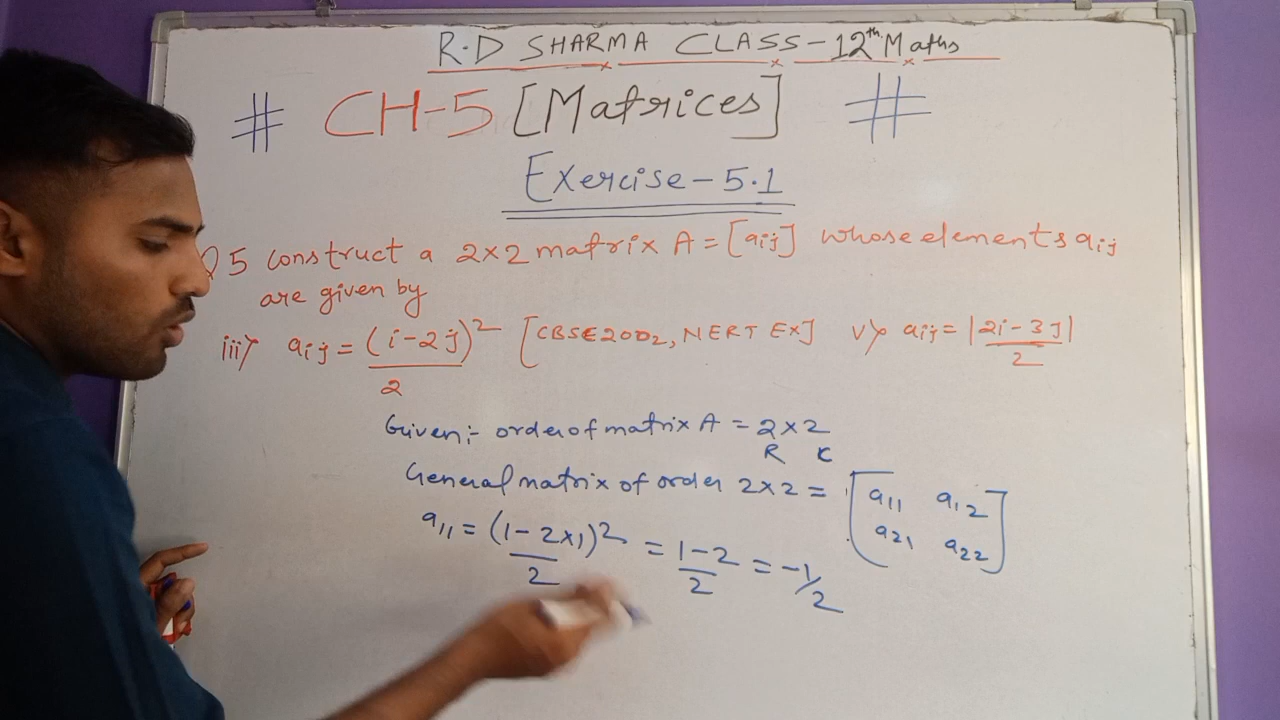 R.D SHARMA CLASS-12th Maths
# CH-5 [Matrices] #
Exercise-5.1
Q5 construct a 2×2 matrix A = [aij] whose elements aij
are given by
iii) aij = (i-2j)²/2 [CBSE2002, NERT EX] v) aij = |2i-3j|/2
Given:- order of matrix A = 2×2
R C
General matrix of order 2×2 = [a11 a12
a21 a22]
a11 = (1-2×1)²/2 = 1-2/2 = -1/2